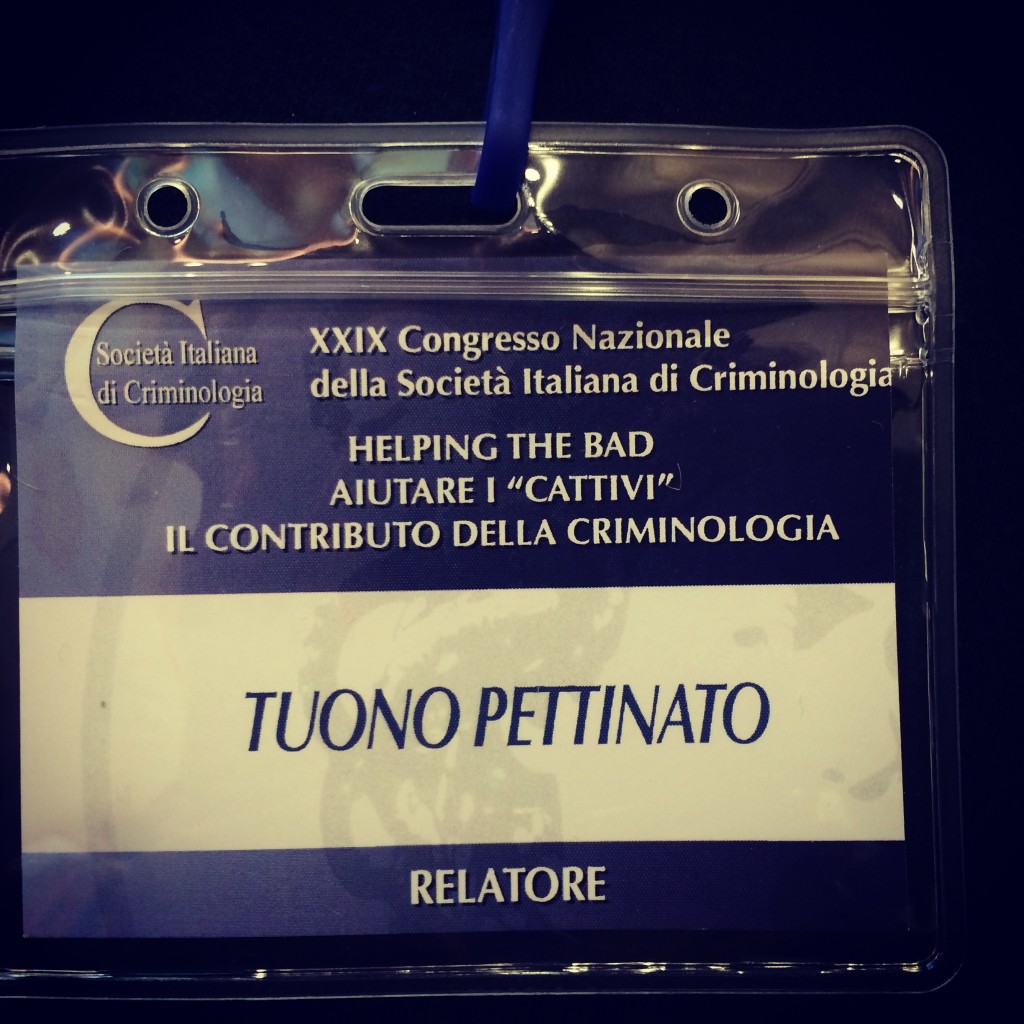 Società Italiana
di Criminologia
XXIX Congresso Nazionale
della Società Italiana di Criminologia
HELPING THE BAD
AIUTARE I “CATTIVI”
IL CONTRIBUTO DELLA CRIMINOLOGIA
TUONO PETTINATO
RELATORE